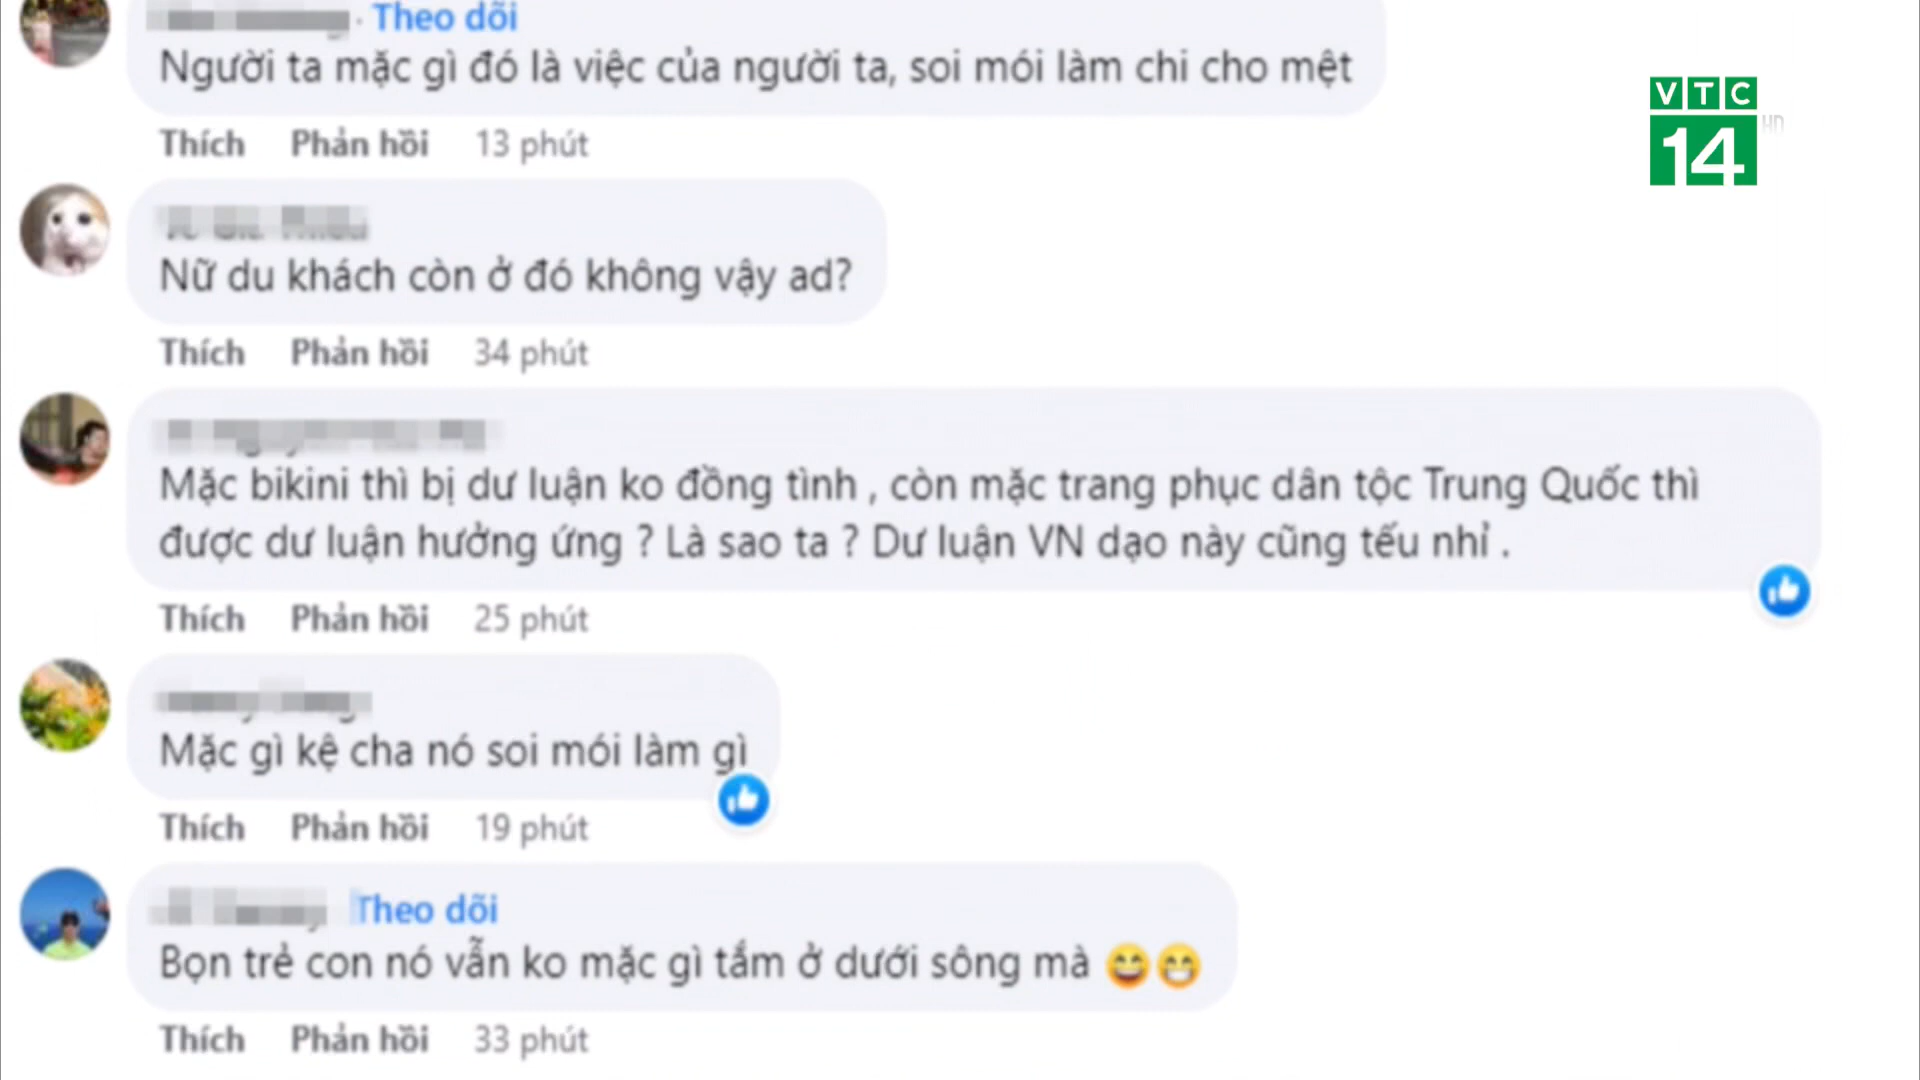 Theo dõi
Người ta mặc gì đó là việc của người ta, soi mói làm chi cho mệt
Thích Phản hồi 13 phút
VTC
14
HD
Nữ du khách còn ở đó không vậy ad?
Thích Phản hồi 34 phút
Mặc bikini thì bị dư luận ko đồng tình , còn mặc trang phục dân tộc Trung Quốc thì
được dư luận hưởng ứng ? Là sao ta ? Dư luận VN dạo này cũng tếu nhỉ .
Thích Phản hồi 25 phút
Mặc gì kệ cha nó soi mói làm gì
Thích Phản hồi 19 phút
Theo dõi
Bọn trẻ con nó vẫn ko mặc gì tắm ở dưới sông mà 😄😁
Thích Phản hồi 33 phút